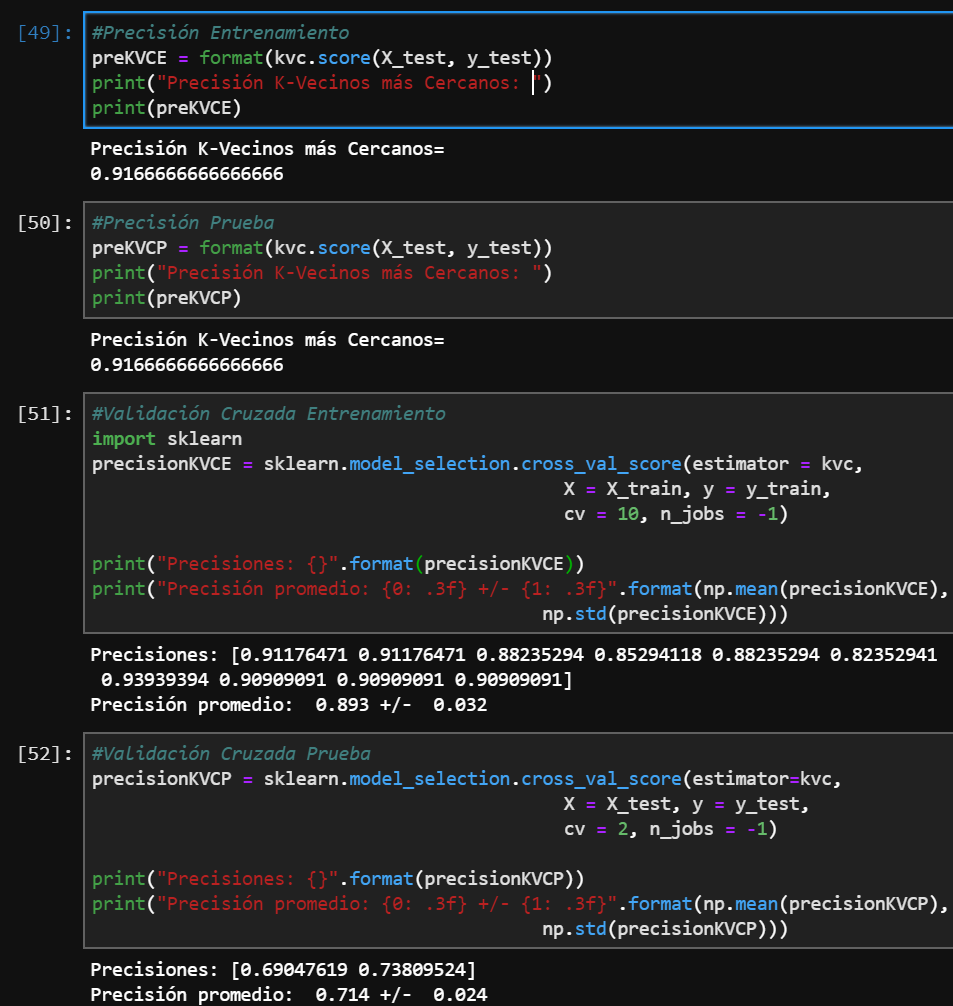 [49]: #Precisión Entrenamiento
preKVCE = format(kvc.score(X_test, y_test))
print("Precisión K-Vecinos más Cercanos: ")
print(preKVCE)
Precisión K-Vecinos más Cercanos=
0.9166666666666666
[50]: #Precisión Prueba
preKVCP = format(kvc.score(X_test, y_test))
print("Precisión K-Vecinos más Cercanos: ")
print(preKVCP)
Precisión K-Vecinos más Cercanos=
0.9166666666666666
[51]: #Validación Cruzada Entrenamiento
import sklearn
precisionKVCE = sklearn.model_selection.cross_val_score(estimator = kvc,
X = X_train, y = y_train,
cv = 10, n_jobs = -1)
print("Precisiones: {}".format(precisionKVCE))
print("Precisión promedio: {0: .3f} +/- {1: .3f}".format(np.mean(precisionKVCE),
np.std(precisionKVCE)))
Precisiones: [0.91176471 0.91176471 0.88235294 0.85294118 0.88235294 0.82352941
0.93939394 0.90909091 0.90909091 0.90909091]
Precisión promedio:  0.893 +/-  0.032
[52]: #Validación Cruzada Prueba
precisionKVCP = sklearn.model_selection.cross_val_score(estimator=kvc,
X = X_test, y = y_test,
cv = 2, n_jobs = -1)
print("Precisiones: {}".format(precisionKVCP))
print("Precisión promedio: {0: .3f} +/- {1: .3f}".format(np.mean(precisionKVCP),
np.std(precisionKVCP)))
Precisiones: [0.69047619 0.73809524]
Precisión promedio:  0.714 +/-  0.024